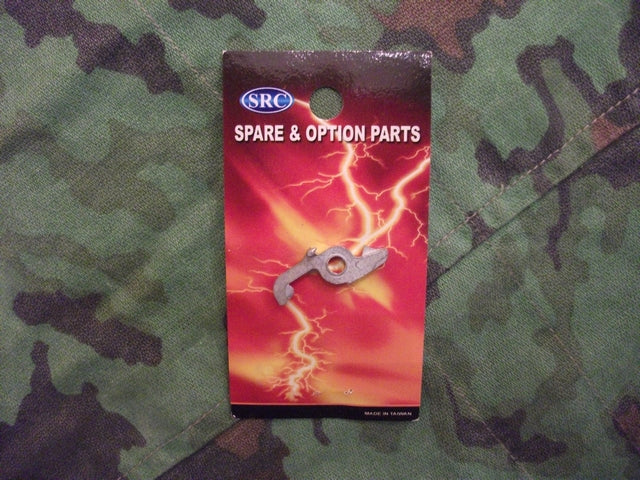 SRC
SPARE & OPTION PARTS
MADE IN TAIWAN